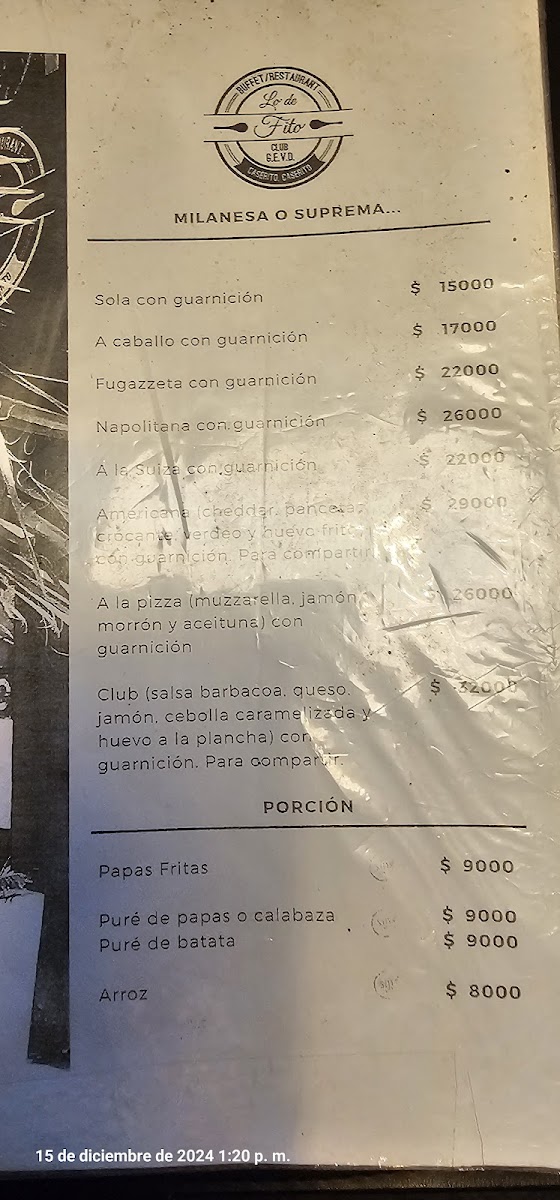 BUFFET/RESTAURANT
Lo de
Fito
CLUB
G.E.V.D.
CASERITO, CASERITO
MILANESA O SUPREMA...
Sola con guarnición $ 15000
A caballo con guarnición $ 17000
Fugazzeta con guarnición $ 22000
Napolitana con guarnición $ 26000
A la Suiza con guarnición $ 22000
Americana (cheddar, panceta $ 29000
crocante, verdeo y huevo frito
con guarnición. Para compartir
A la pizza (muzzarella, jamón, $ 26000
morrón y aceituna) con
guarnición
Club (salsa barbacoa, queso, $ 32000
jamón, cebolla caramelizada y
huevo a la plancha) con
guarnición. Para compartir.
PORCIÓN
Papas Fritas $ 9000
Puré de papas o calabaza $ 9000
Puré de batata $ 9000
Arroz $ 8000
15 de diciembre de 2024 1:20 p. m.